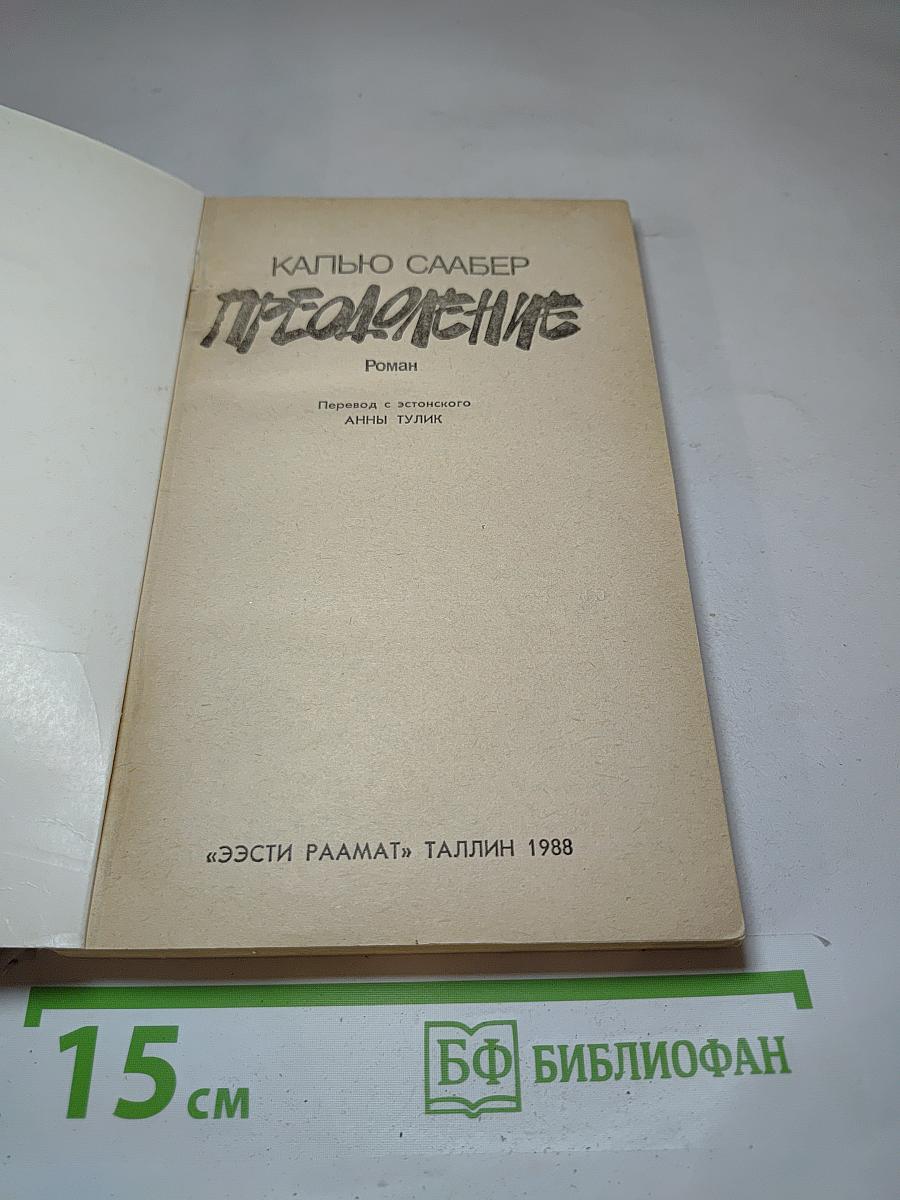 КАЛЬЮ СААБЕР
ПРЕОДОЛЕНИЕ
Роман
Перевод с эстонского
АННЫ ТУЛИК
«ЭЭСТИ РААМАТ» ТАЛЛИН 1988
15 см
БФ БИБЛИОФАН